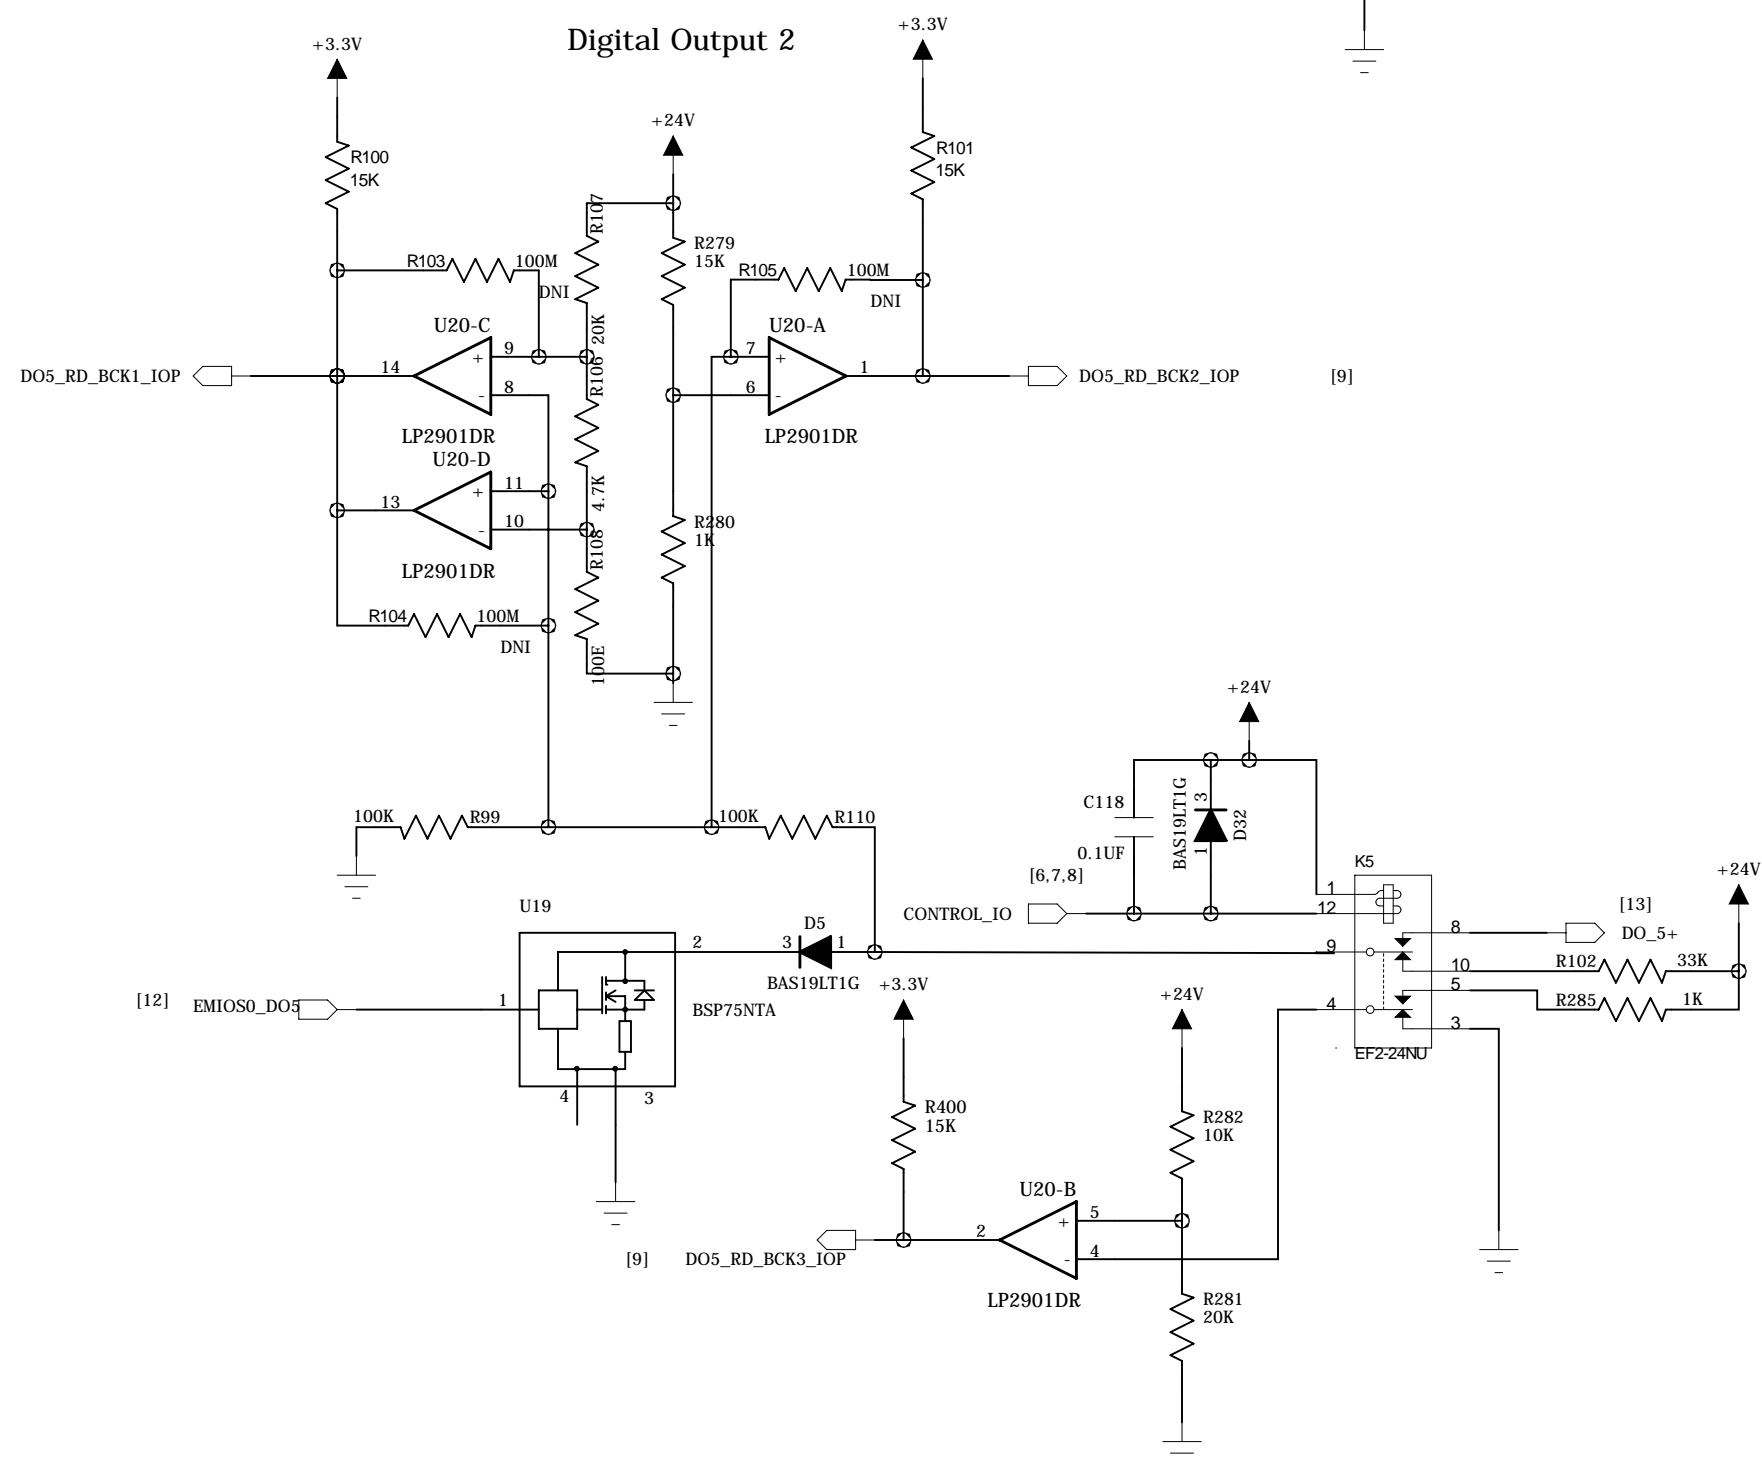 Digital Output 2
+3.3V
+3.3V
+24V
R100
15K
R101
15K
R107
20K
R279
15K
R103
100M
DNI
R105
100M
DNI
U20-C
9
+
8
-
14
LP2901DR
DO5_RD_BCK1_IOP
R106
4.7K
U20-A
7
+
6
-
1
LP2901DR
DO5_RD_BCK2_IOP
[9]
U20-D
11
+
10
-
13
LP2901DR
R108
100E
R280
1K
R104
100M
DNI
100K
R99
100K
R110
+24V
C118
0.1UF
BAS19LT1G
3
1
D32
[6,7,8]
CONTROL_IO
K5
1
12
9
4
8
10
5
3
EF2-24NU
[13]
DO_5+
+24V
R102
33K
R285
1K
U19
2
1
4
3
BSP75NTA
D5
3
1
BAS19LT1G
[12]
EMIOS0_DO5
+3.3V
R400
15K
+24V
R282
10K
U20-B
5
+
4
-
2
LP2901DR
[9]
DO5_RD_BCK3_IOP
R281
20K